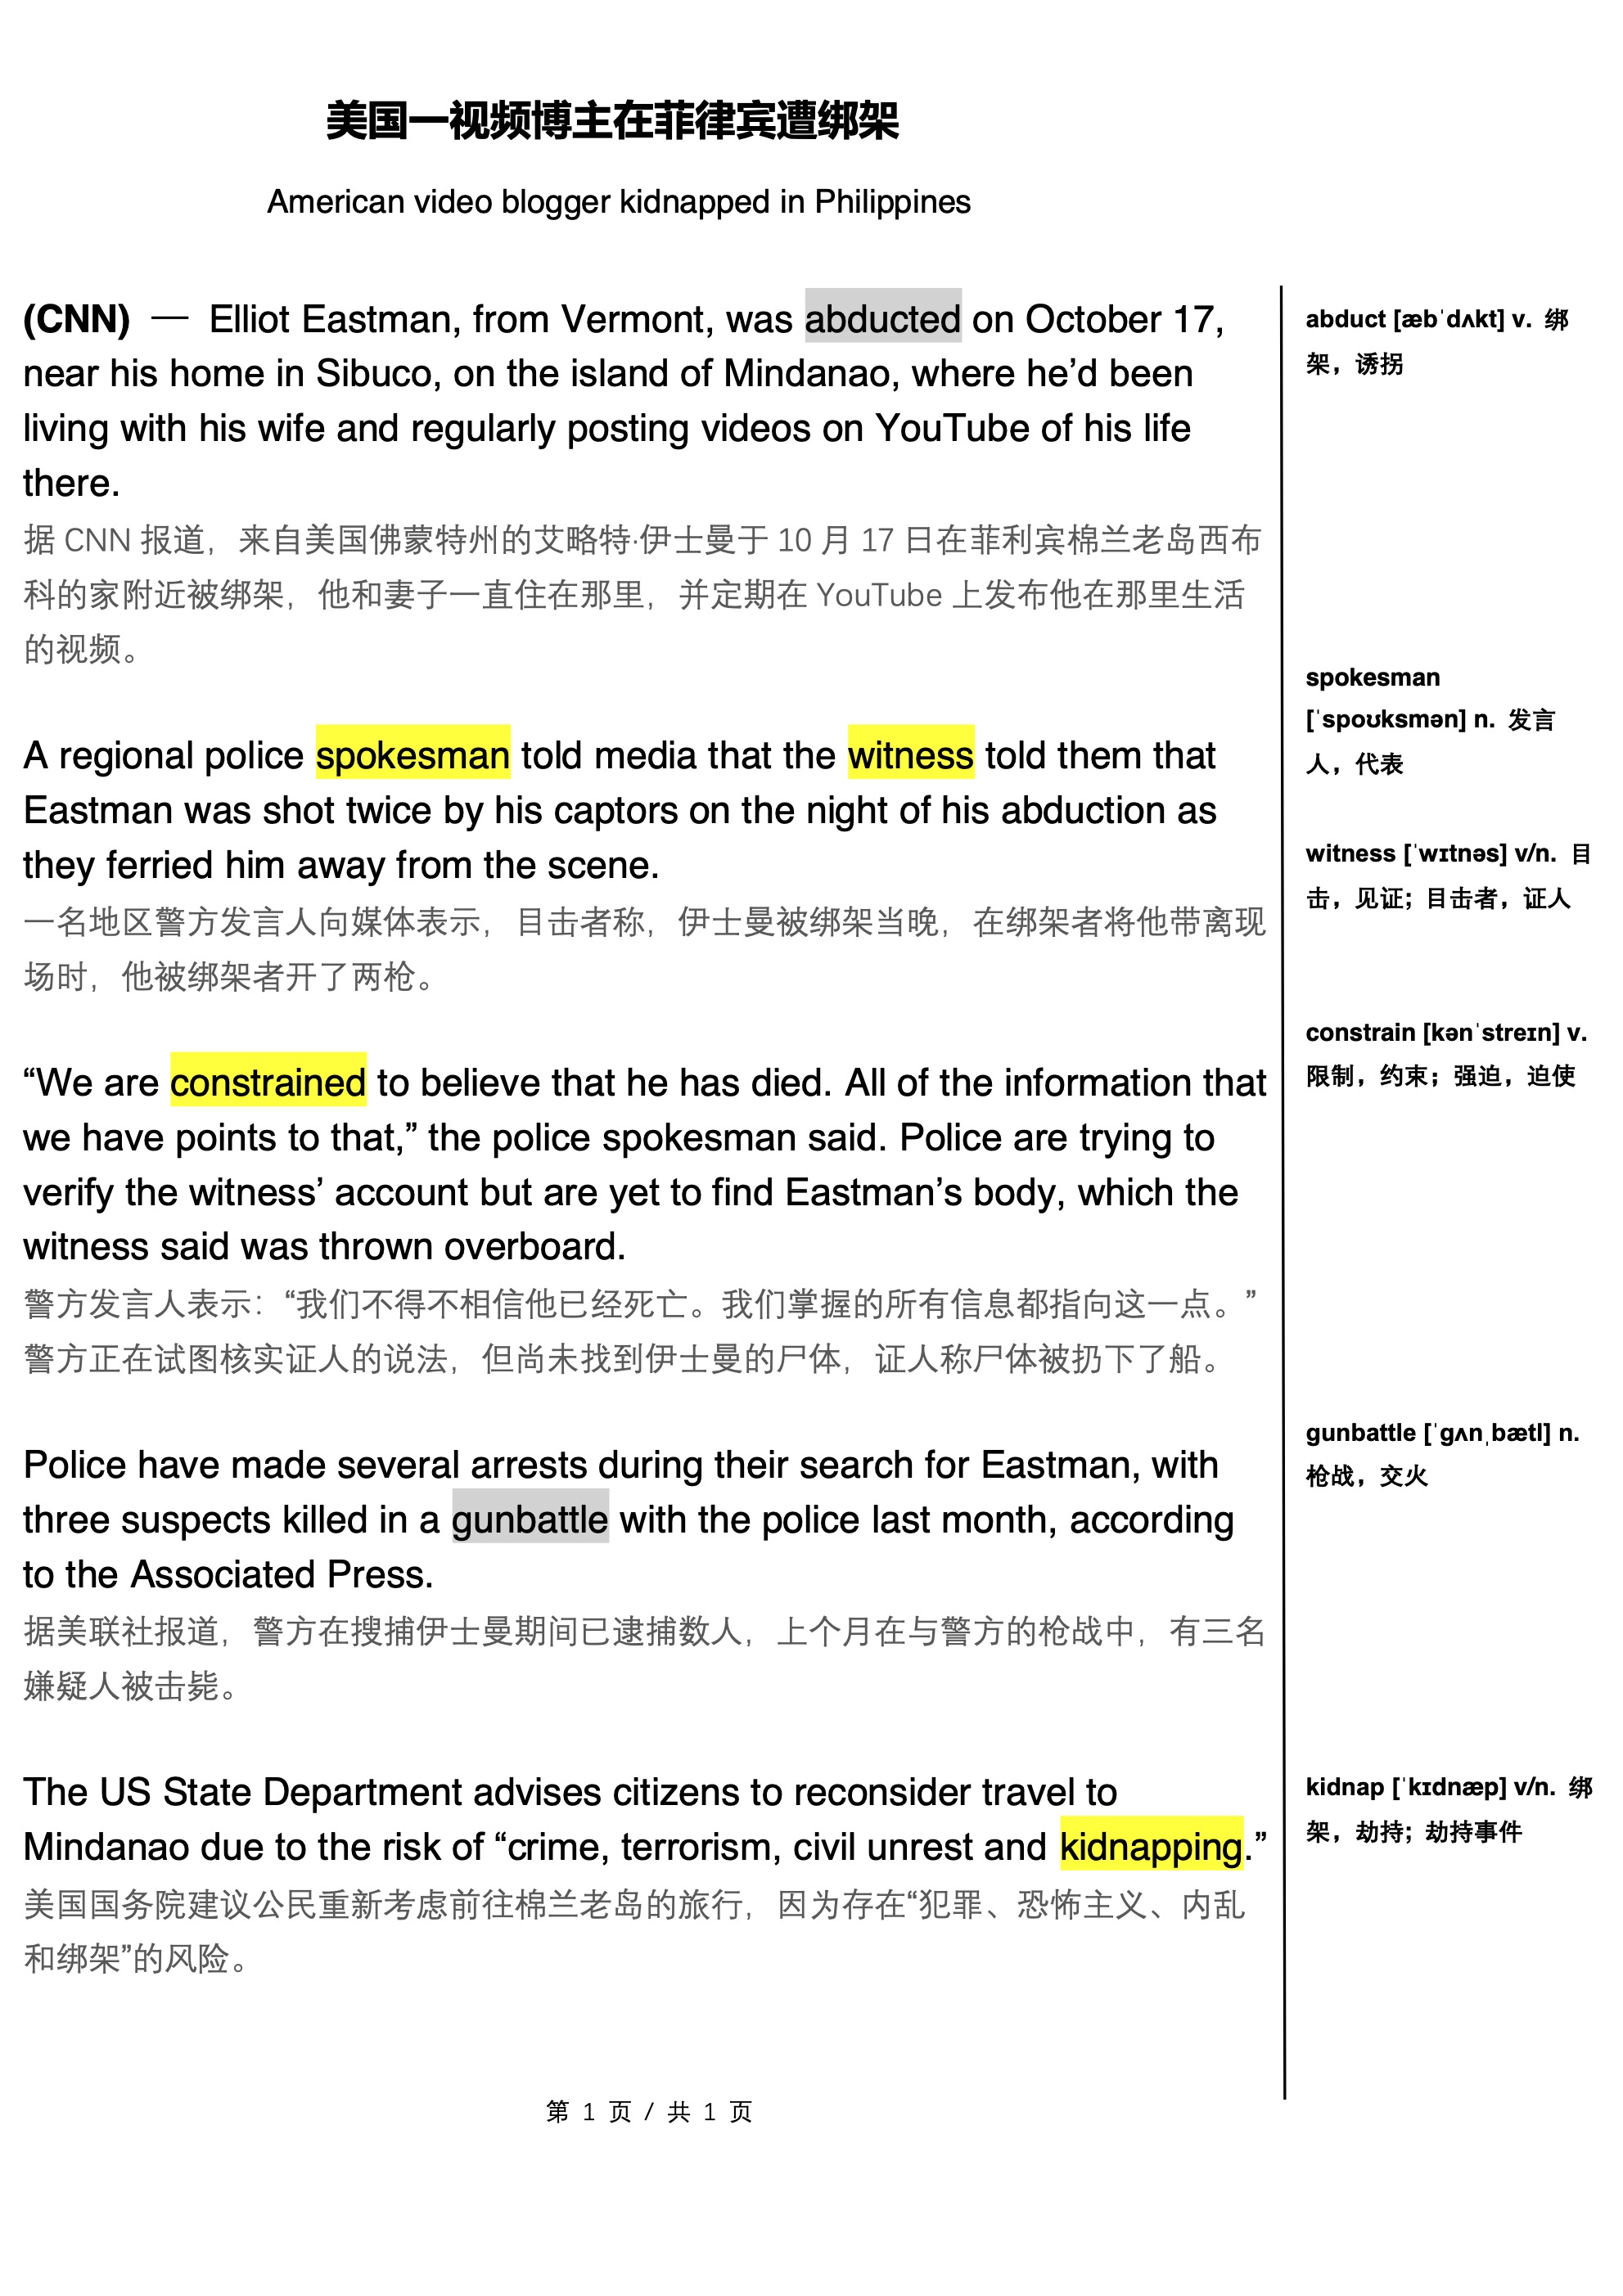 美国一视频博主在菲律宾遭绑架
American video blogger kidnapped in Philippines
(CNN) — Elliot Eastman, from Vermont, was abducted on October 17,
near his home in Sibuco, on the island of Mindanao, where he’d been
living with his wife and regularly posting videos on YouTube of his life
there.
据 CNN 报道，来自美国佛蒙特州的艾略特·伊士曼于 10 月 17 日在菲利宾棉兰老岛西布
科的家附近被绑架，他和妻子一直住在那里，并定期在 YouTube 上发布他在那里生活
的视频。
A regional police spokesman told media that the witness told them that
Eastman was shot twice by his captors on the night of his abduction as
they ferried him away from the scene.
一名地区警方发言人向媒体表示，目击者称，伊士曼被绑架当晚，在绑架者将他带离现
场时，他被绑架者开了两枪。
“We are constrained to believe that he has died. All of the information that
we have points to that,” the police spokesman said. Police are trying to
verify the witness’ account but are yet to find Eastman’s body, which the
witness said was thrown overboard.
警方发言人表示：“我们不得不相信他已经死亡。我们掌握的所有信息都指向这一点。”
警方正在试图核实证人的说法，但尚未找到伊士曼的尸体，证人称尸体被扔下了船。
Police have made several arrests during their search for Eastman, with
three suspects killed in a gunbattle with the police last month, according
to the Associated Press.
据美联社报道，警方在搜捕伊士曼期间已逮捕数人，上个月在与警方的枪战中，有三名
嫌疑人被击毙。
The US State Department advises citizens to reconsider travel to
Mindanao due to the risk of “crime, terrorism, civil unrest and kidnapping.”
美国国务院建议公民重新考虑前往棉兰老岛的旅行，因为存在“犯罪、恐怖主义、内乱
和绑架”的风险。
abduct [æbˈdʌkt] v. 绑
架，诱拐
spokesman
[ˈspoʊksmən] n. 发言
人，代表
witness [ˈwɪtnəs] v/n. 目
击，见证；目击者，证人
constrain [kənˈstreɪn] v.
限制，约束；强迫，迫使
gunbattle [ˈɡʌnˌbætl] n.
枪战，交火
kidnap [ˈkɪdnæp] v/n. 绑
架，劫持；劫持事件
第 1 页 / 共 1 页